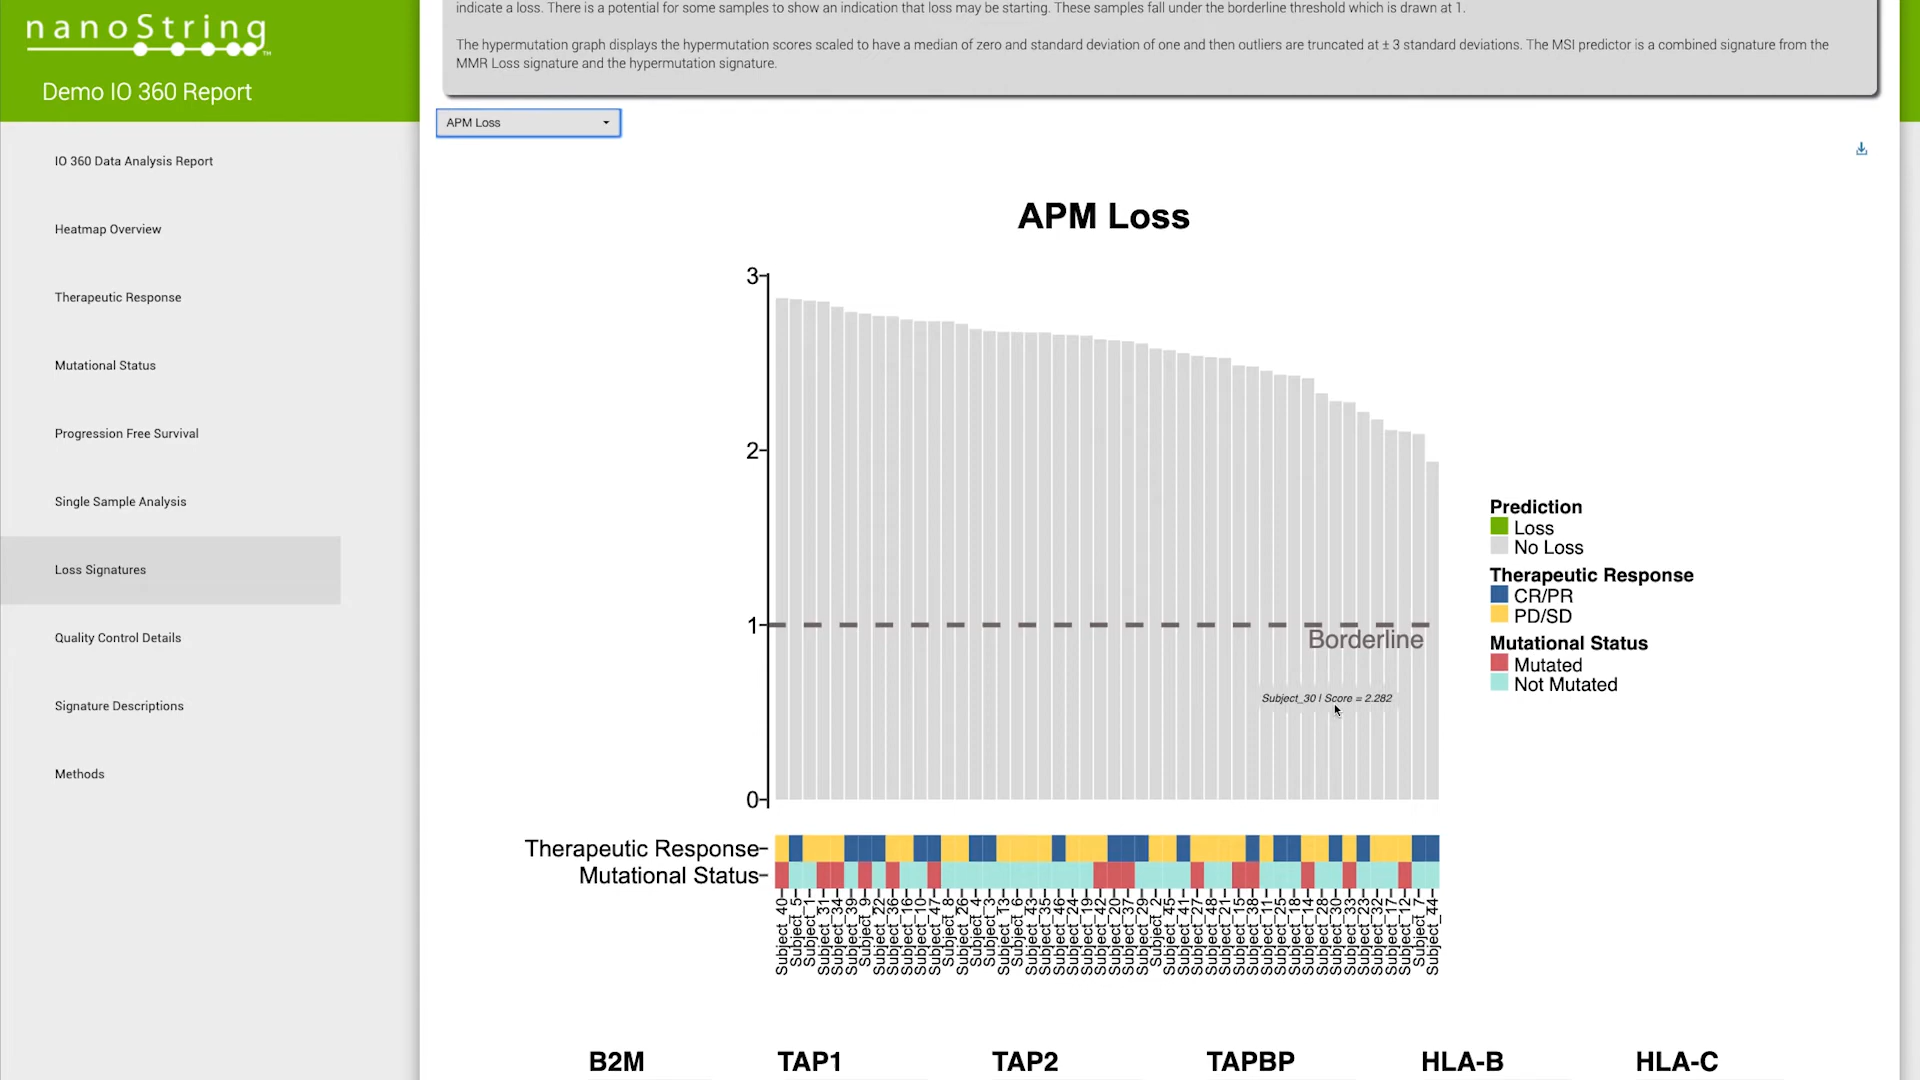 nanoString™
Demo IO 360 Report
IO 360 Data Analysis Report
Heatmap Overview
Therapeutic Response
Mutational Status
Progression Free Survival
Single Sample Analysis
Loss Signatures
Quality Control Details
Signature Descriptions
Methods
indicate a loss. There is a potential for some samples to show an indication that loss may be starting. These samples fall under the borderline threshold which is drawn at 1.
The hypermutation graph displays the hypermutation scores scaled to have a median of zero and standard deviation of one and then outliers are truncated at ± 3 standard deviations. The MSI predictor is a combined signature from the
MMR Loss signature and the hypermutation signature.
APM Loss
APM Loss
3
2
1
0
Borderline
Subject_30 | Score = 2.282
Prediction
Loss
No Loss
Therapeutic Response
CR/PR
PD/SD
Mutational Status
Mutated
Not Mutated
Therapeutic Response
Mutational Status
Subject_40
Subject_5
Subject_1
Subject_31
Subject_34
Subject_39
Subject_9
Subject_22
Subject_36
Subject_16
Subject_10
Subject_47
Subject_8
Subject_26
Subject_4
Subject_3
Subject_13
Subject_6
Subject_43
Subject_35
Subject_46
Subject_24
Subject_19
Subject_42
Subject_20
Subject_37
Subject_29
Subject_2
Subject_45
Subject_41
Subject_27
Subject_48
Subject_21
Subject_15
Subject_38
Subject_11
Subject_25
Subject_18
Subject_14
Subject_28
Subject_30
Subject_33
Subject_23
Subject_32
Subject_17
Subject_12
Subject_7
Subject_44
B2M
TAP1
TAP2
TAPBP
HLA-B
HLA-C